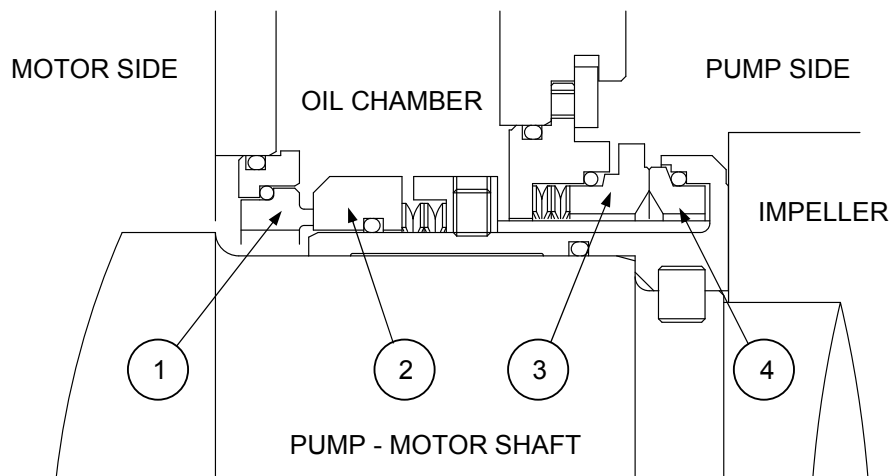 MOTOR SIDE
PUMP SIDE
OIL CHAMBER
IMPELLER
1
2
3
4
PUMP - MOTOR SHAFT